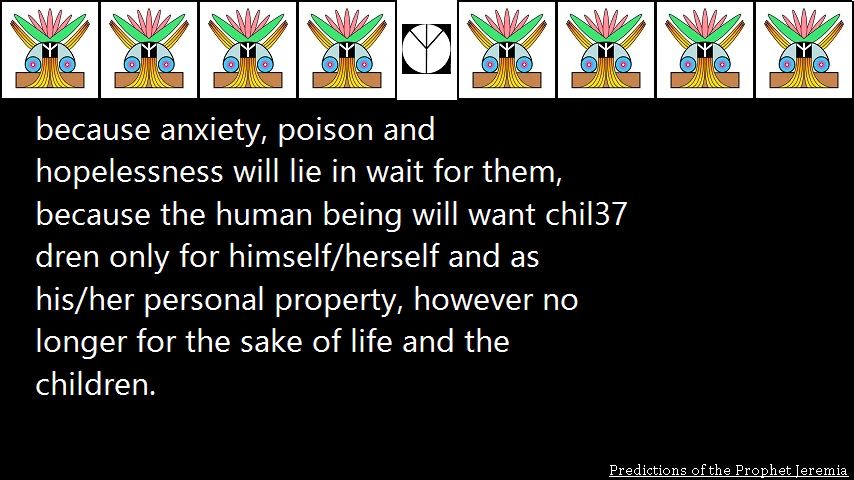 because anxiety, poison and
hopelessness will lie in wait for them,
because the human being will want chil37
dren only for himself/herself and as
his/her personal property, however no
longer for the sake of life and the
children.
Predictions of the Prophet Jeremia